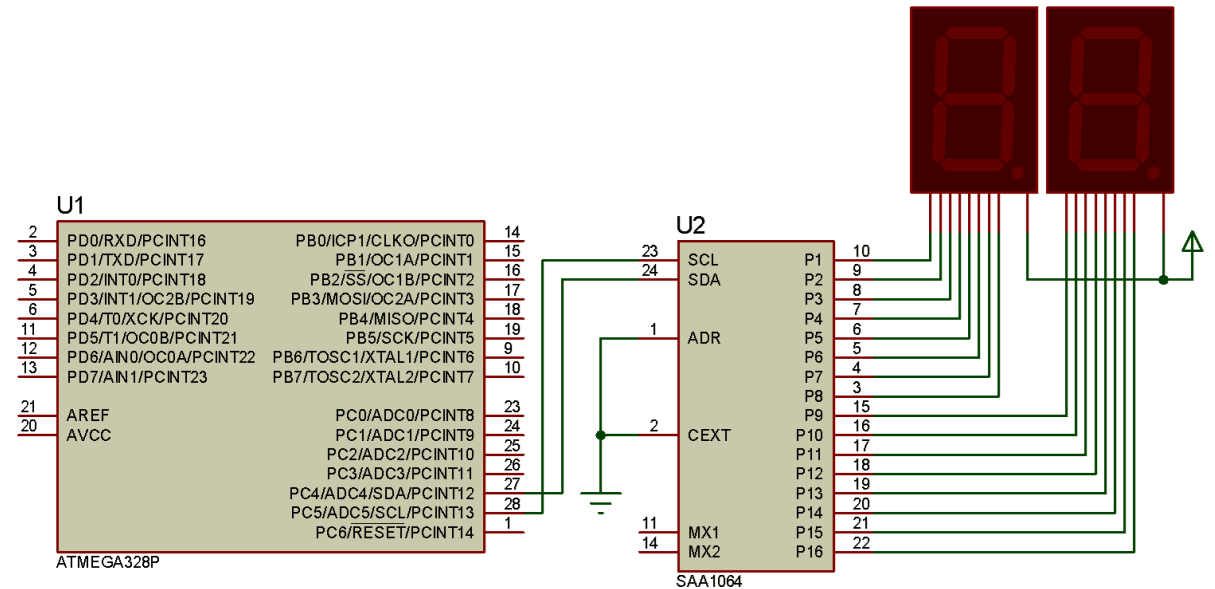 U1
2 PD0/RXD/PCINT16 PB0/ICP1/CLKO/PCINT0 14
3 PD1/TXD/PCINT17 PB1/OC1A/PCINT1 15
4 PD2/INT0/PCINT18 PB2/SS/OC1B/PCINT2 16
5 PD3/INT1/OC2B/PCINT19 PB3/MOSI/OC2A/PCINT3 17
6 PD4/T0/XCK/PCINT20 PB4/MISO/PCINT4 18
11 PD5/T1/OC0B/PCINT21 PB5/SCK/PCINT5 19
12 PD6/AIN0/OC0A/PCINT22 PB6/TOSC1/XTAL1/PCINT6 9
13 PD7/AIN1/PCINT23 PB7/TOSC2/XTAL2/PCINT7 10
21 AREF PC0/ADC0/PCINT8 23
20 AVCC PC1/ADC1/PCINT9 24
PC2/ADC2/PCINT10 25
PC3/ADC3/PCINT11 26
PC4/ADC4/SDA/PCINT12 27
PC5/ADC5/SCL/PCINT13 28
PC6/RESET/PCINT14 1
ATMEGA328P
U2
23 SCL P1 10
24 SDA P2 9
P3 8
P4 7
1 ADR P5 6
P6 5
P7 4
P8 3
P9 15
2 CEXT P10 16
P11 17
P12 18
P13 19
P14 20
11 MX1 P15 21
14 MX2 P16 22
SAA1064